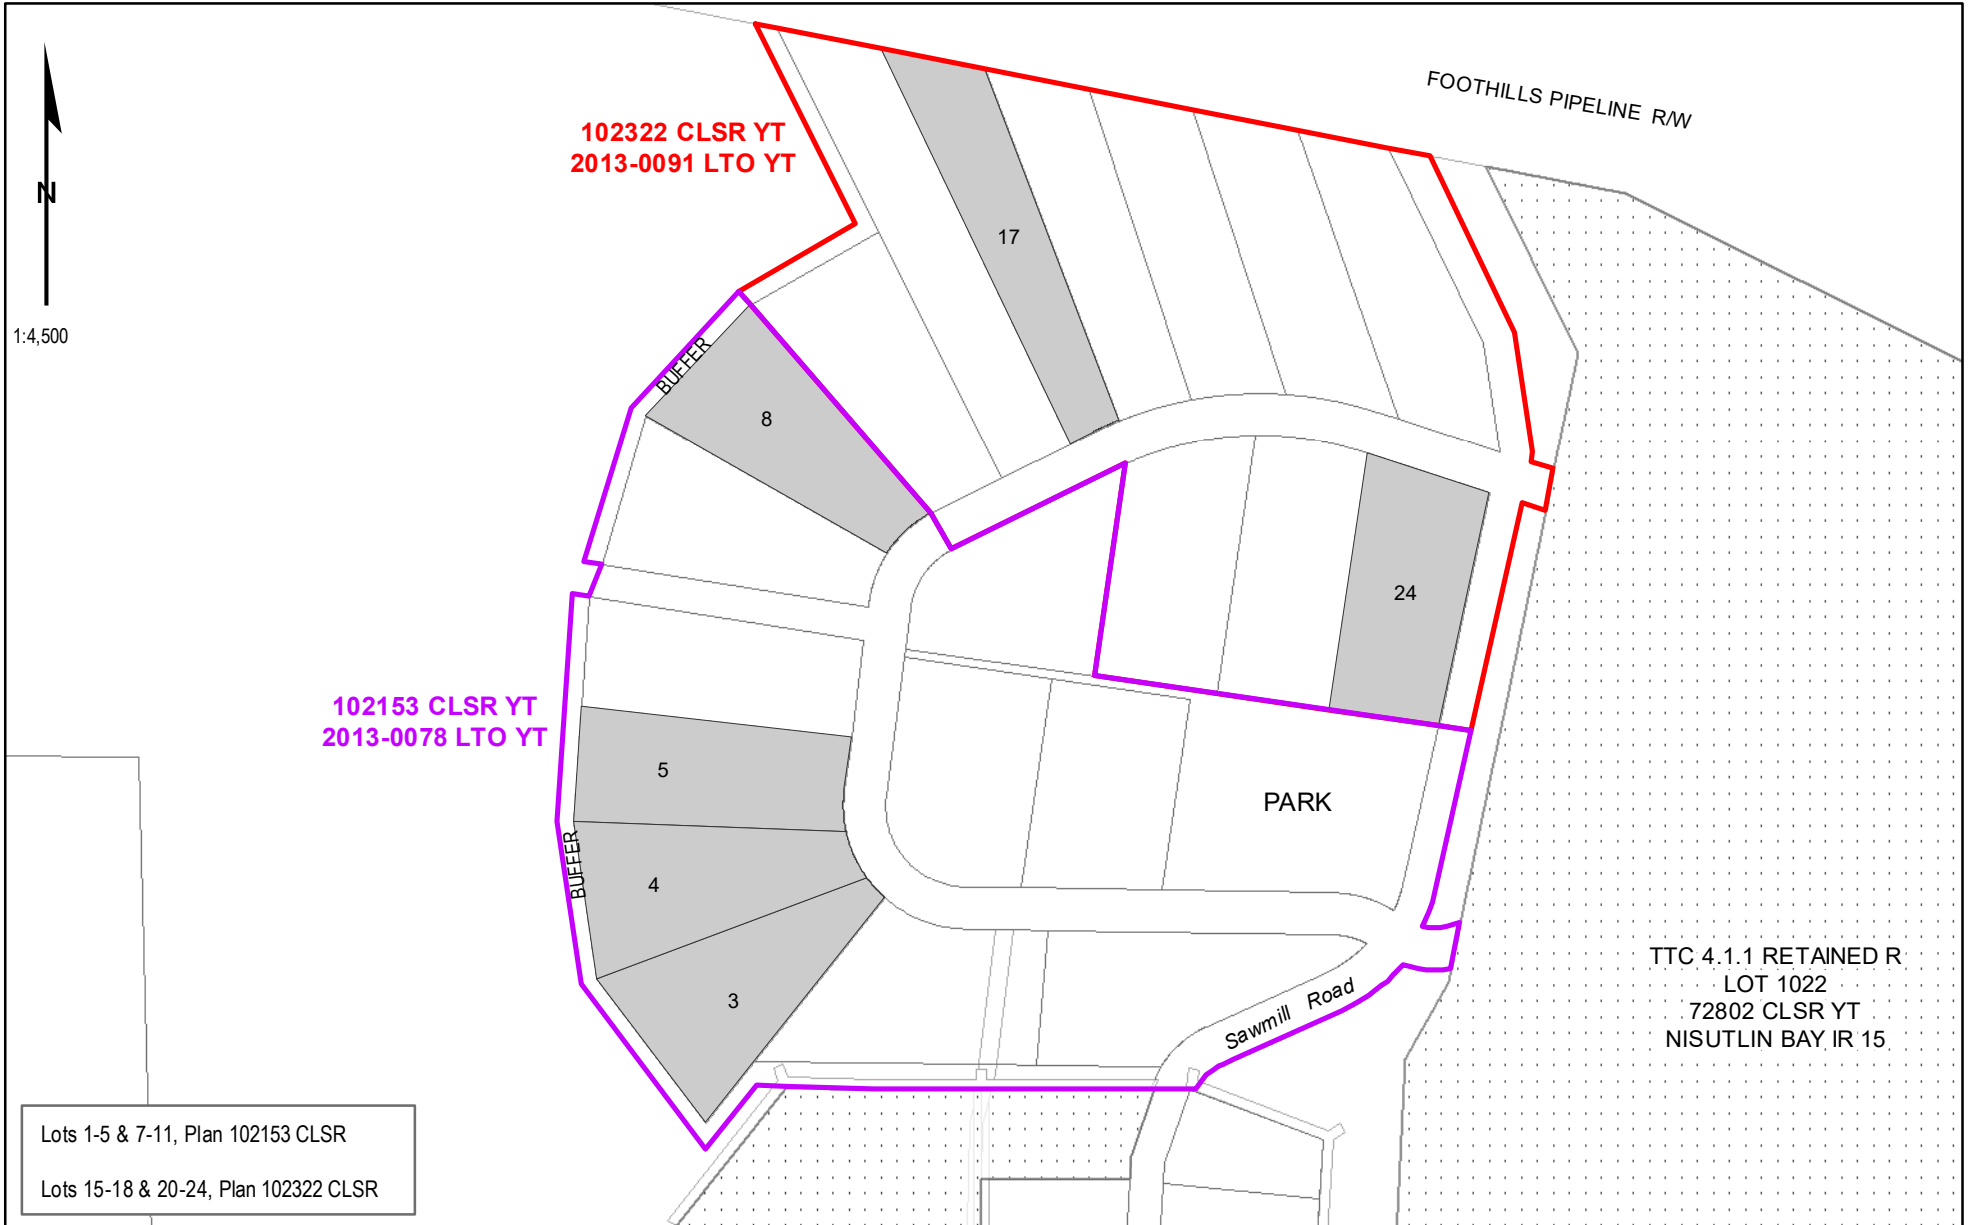 FOOTHILLS PIPELINE R/W
102322 CLSR YT
2013-0091 LTO YT
N
17
1:4,500
BUFFER
8
24
102153 CLSR YT
2013-0078 LTO YT
5
PARK
BUFFER
4
3
Sawmill Road
TTC 4.1.1 RETAINED R
LOT 1022
72802 CLSR YT
NISUTLIN BAY IR 15
Lots 1-5 & 7-11, Plan 102153 CLSR
Lots 15-18 & 20-24, Plan 102322 CLSR